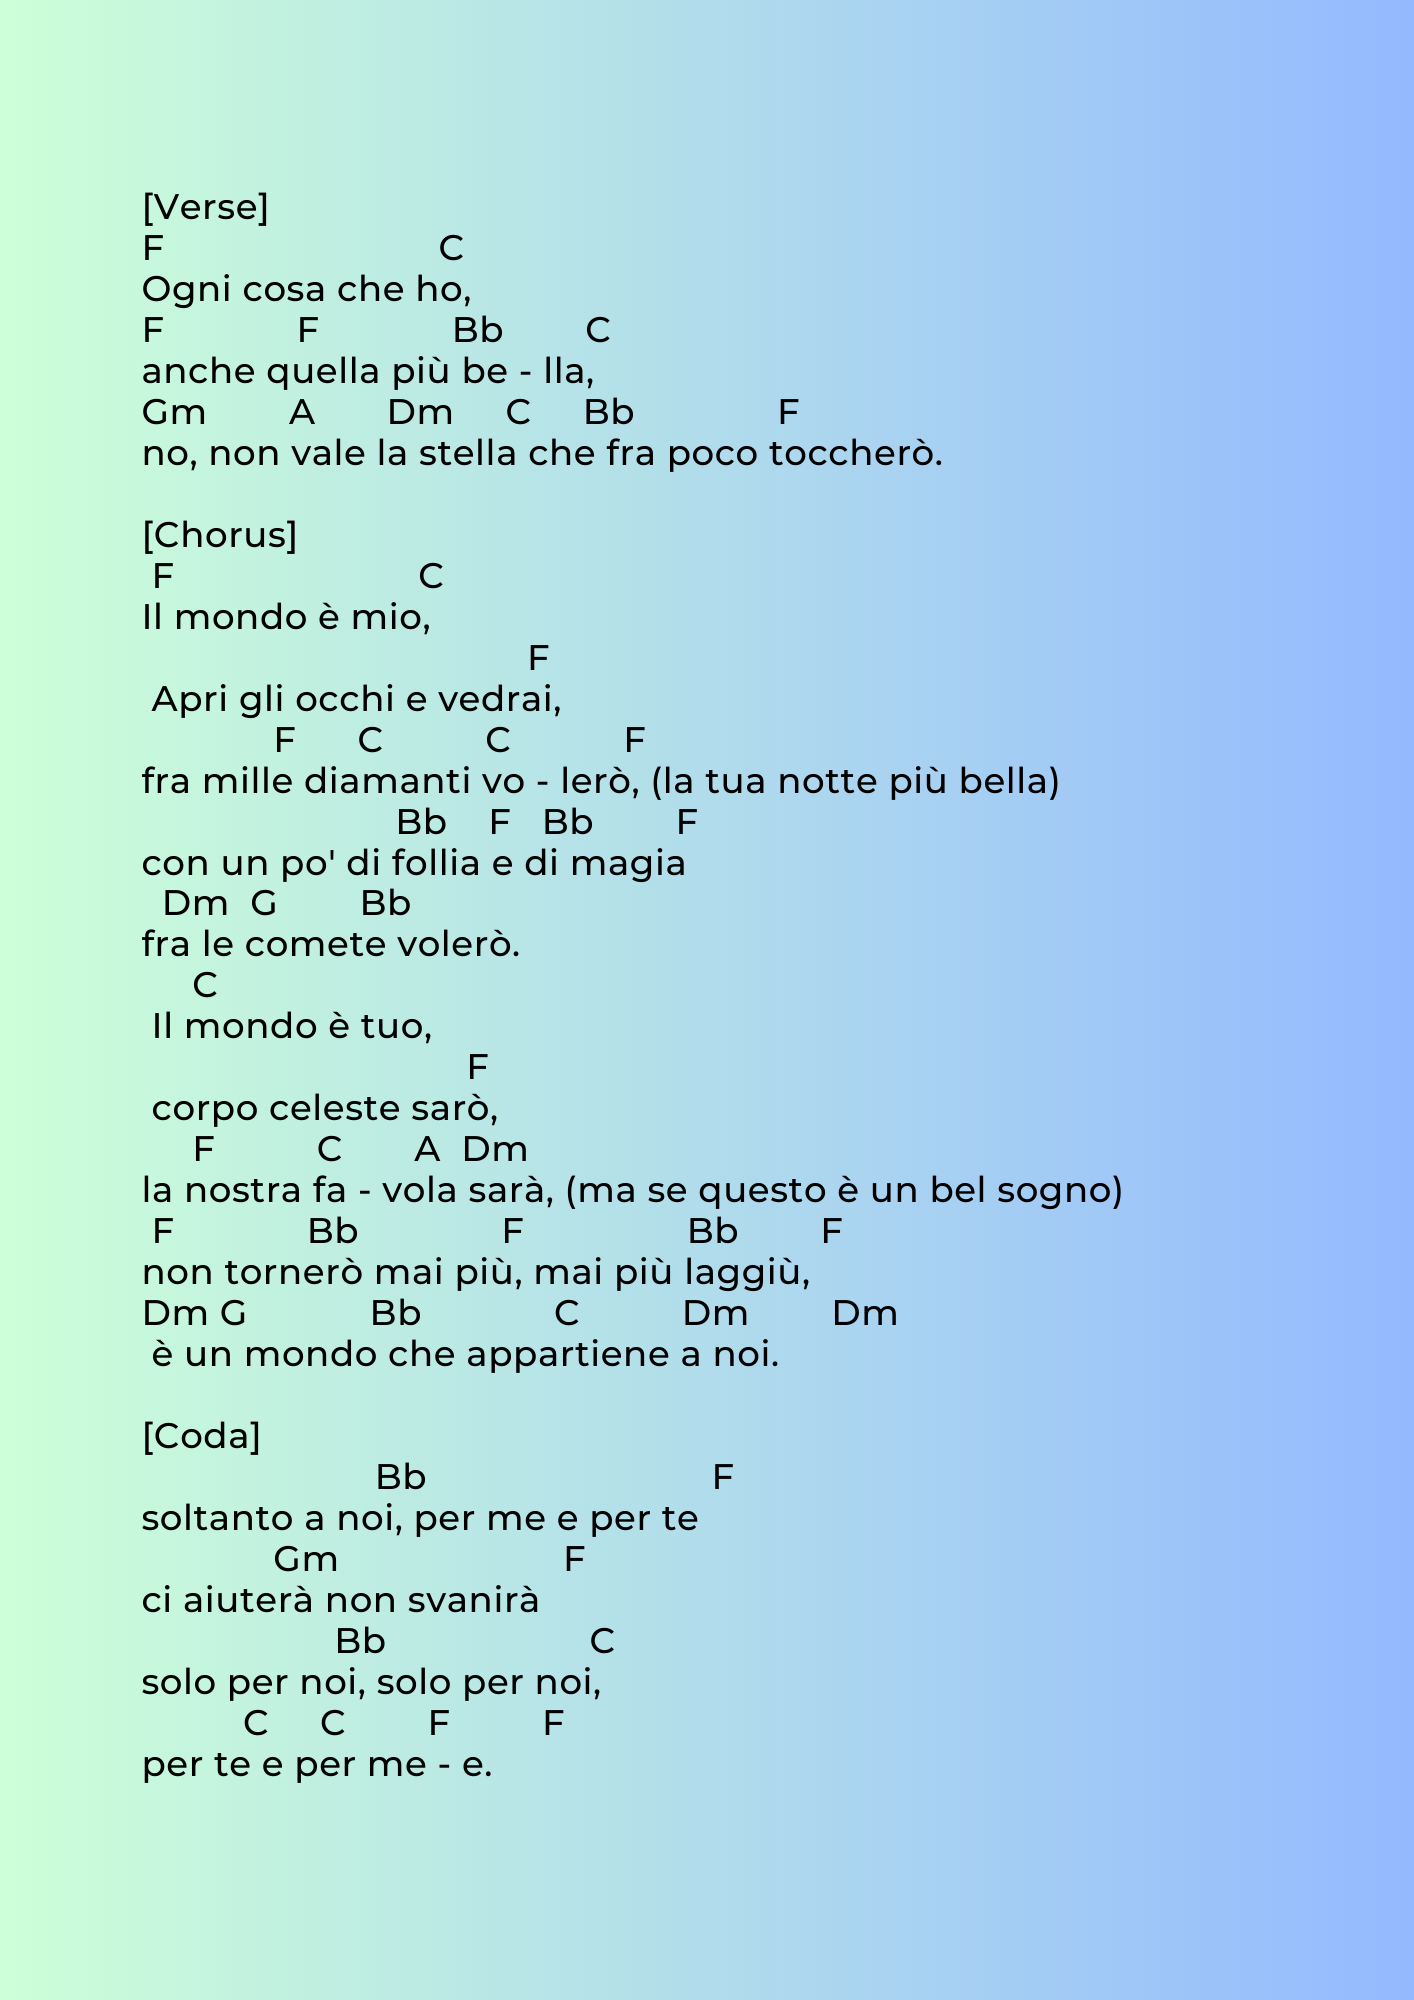 [Verse]
F C
Ogni cosa che ho,
F F Bb C
anche quella più be - lla,
Gm A Dm C Bb F
no, non vale la stella che fra poco toccherò.
[Chorus]
F C
Il mondo è mio,
F
Apri gli occhi e vedrai,
F C C F
fra mille diamanti vo - lerò, (la tua notte più bella)
Bb F Bb F
con un po' di follia e di magia
Dm G Bb
fra le comete volerò.
C
Il mondo è tuo,
F
corpo celeste sarò,
F C A Dm
la nostra fa - vola sarà, (ma se questo è un bel sogno)
F Bb F Bb F
non tornerò mai più, mai più laggiù,
Dm G Bb C Dm Dm
è un mondo che appartiene a noi.
[Coda]
Bb F
soltanto a noi, per me e per te
Gm F
ci aiuterà non svanirà
Bb C
solo per noi, solo per noi,
C C F F
per te e per me - e.